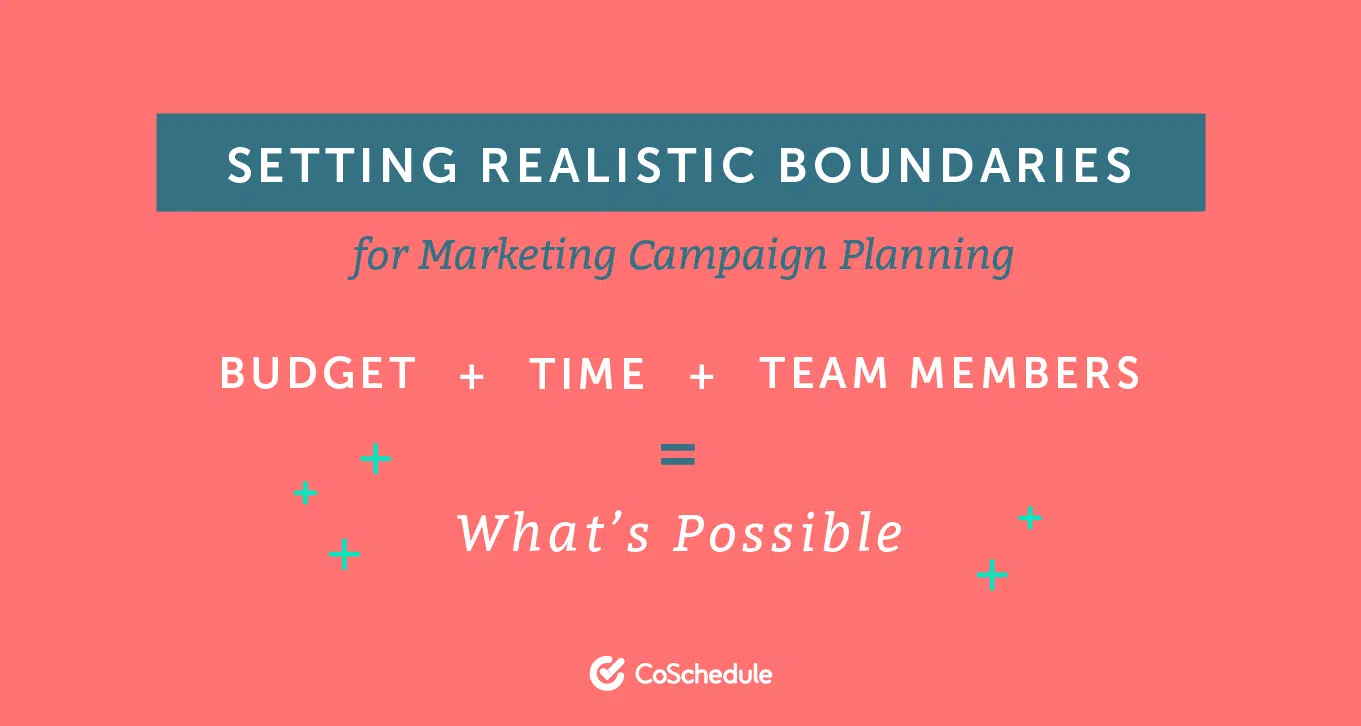 SETTING REALISTIC BOUNDARIES
for Marketing Campaign Planning
BUDGET + TIME + TEAM MEMBERS
=
What’s Possible
CoSchedule